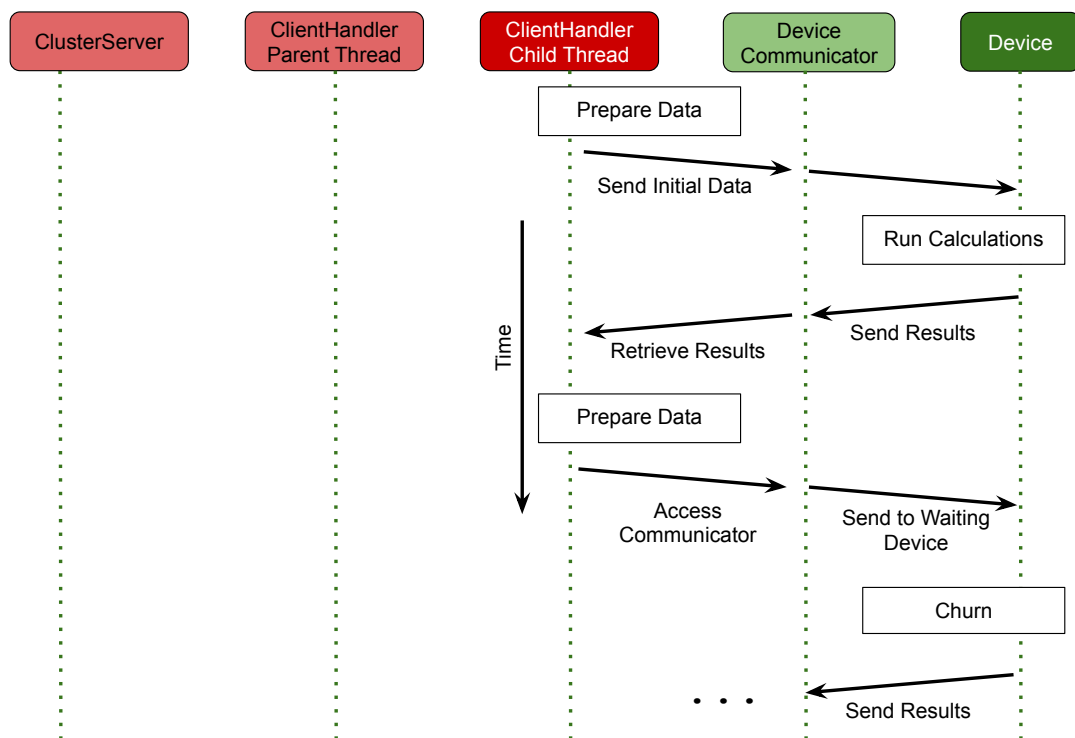 ClusterServer
ClientHandler
Parent Thread
ClientHandler
Child Thread
Device
Communicator
Device
Prepare Data
Send Initial Data
Run Calculations
Time
Send Results
Retrieve Results
Prepare Data
Access
Communicator
Send to Waiting
Device
Churn
. . .
Send Results